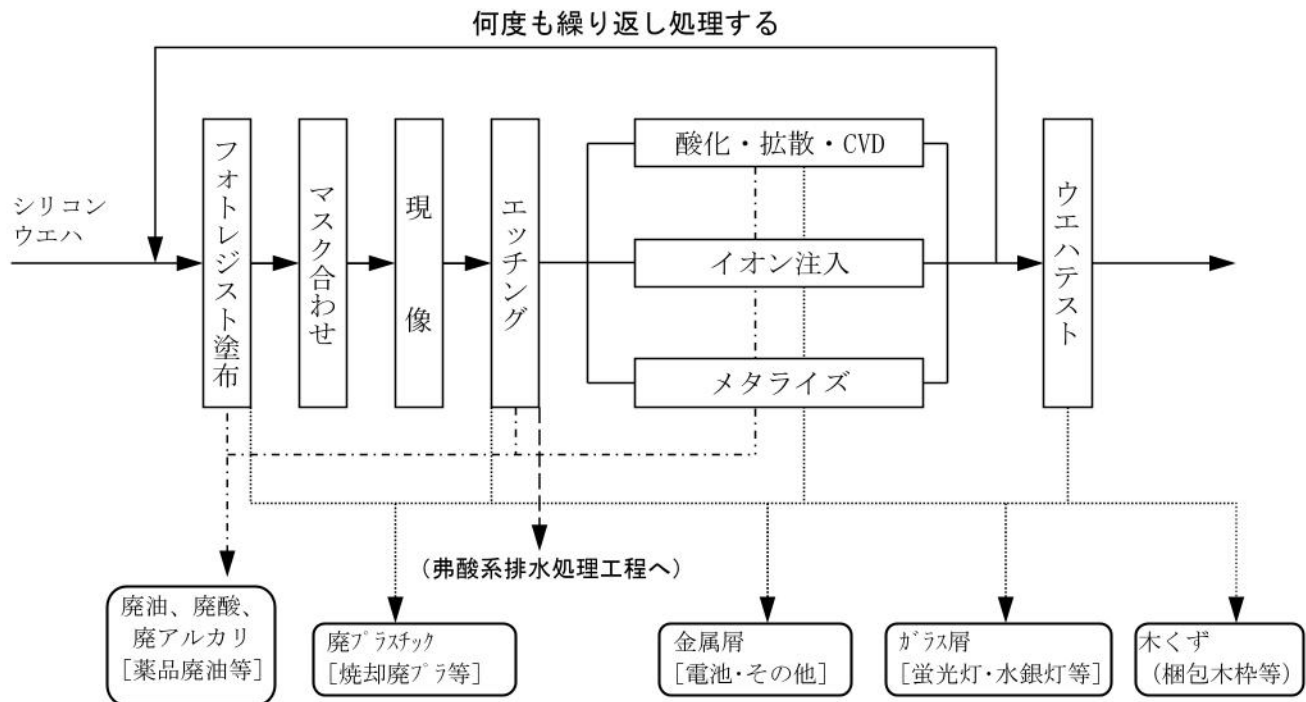 何度も繰り返し処理する
シリコン
ウエハ
フォトレジスト塗布
マスク合わせ
現像
エッチング
酸化・拡散・CVD
イオン注入
メタライズ
ウエハテスト
(弗酸系排水処理工程へ)
廃油、廃酸、
廃アルカリ
[薬品廃油等]
廃プラスチック
[焼却廃プラ等]
金属屑
[電池・その他]
ガラス屑
[蛍光灯・水銀灯等]
木くず
(梱包木枠等)